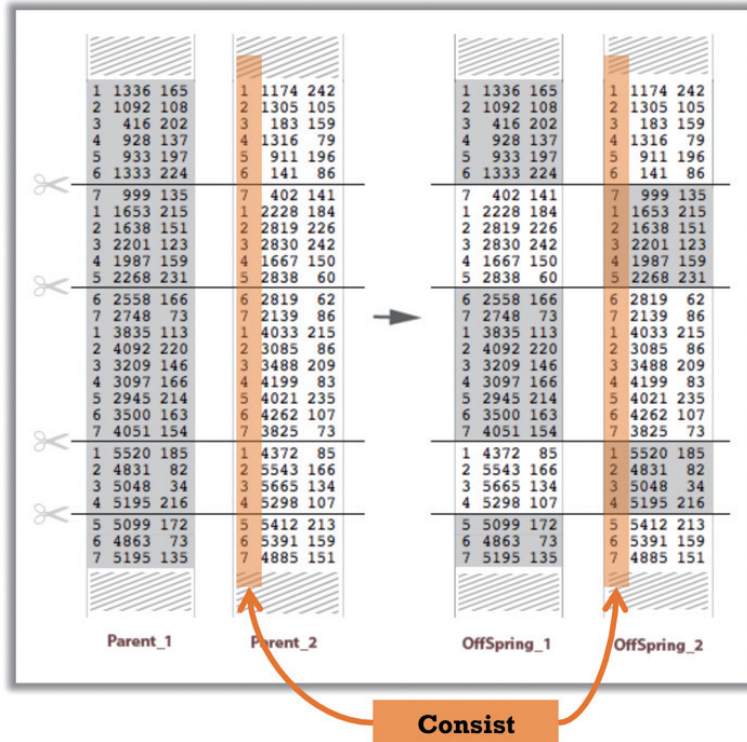 1 1336 165 1 1174 242 1 1336 165 1 1174 242
2 1092 108 2 1305 105 2 1092 108 2 1305 105
3 416 202 3 183 159 3 416 202 3 183 159
4 928 137 4 1316 79 4 928 137 4 1316 79
5 933 197 5 911 196 5 933 197 5 911 196
6 1333 224 6 141 86 6 1333 224 6 141 86
7 999 135 7 402 141 7 402 141 7 999 135
1 1653 215 1 2228 184 1 2228 184 1 1653 215
2 1638 151 2 2819 226 2 2819 226 2 1638 151
3 2201 123 3 2830 242 3 2830 242 3 2201 123
4 1987 159 4 1667 150 4 1667 150 4 1987 159
5 2268 231 5 2838 60 5 2838 60 5 2268 231
6 2558 166 6 2819 62 6 2558 166 6 2819 62
7 2748 73 7 2139 86 7 2748 73 7 2139 86
1 3835 113 1 4033 215 1 3835 113 1 4033 215
2 4092 220 2 3085 86 2 4092 220 2 3085 86
3 3209 146 3 3488 209 3 3209 146 3 3488 209
4 3097 166 4 4199 83 4 3097 166 4 4199 83
5 2945 214 5 4021 235 5 2945 214 5 4021 235
6 3500 163 6 4262 107 6 3500 163 6 4262 107
7 4051 154 7 3825 73 7 4051 154 7 3825 73
1 5520 185 1 4372 85 1 4372 85 1 5520 185
2 4831 82 2 5543 166 2 5543 166 2 4831 82
3 5048 34 3 5665 134 3 5665 134 3 5048 34
4 5195 216 4 5298 107 4 5298 107 4 5195 216
5 5099 172 5 5412 213 5 5099 172 5 5412 213
6 4863 73 6 5391 159 6 4863 73 6 5391 159
7 5195 135 7 4885 151 7 5195 135 7 4885 151
Parent_1 Parent_2 OffSpring_1 OffSpring_2
Consist